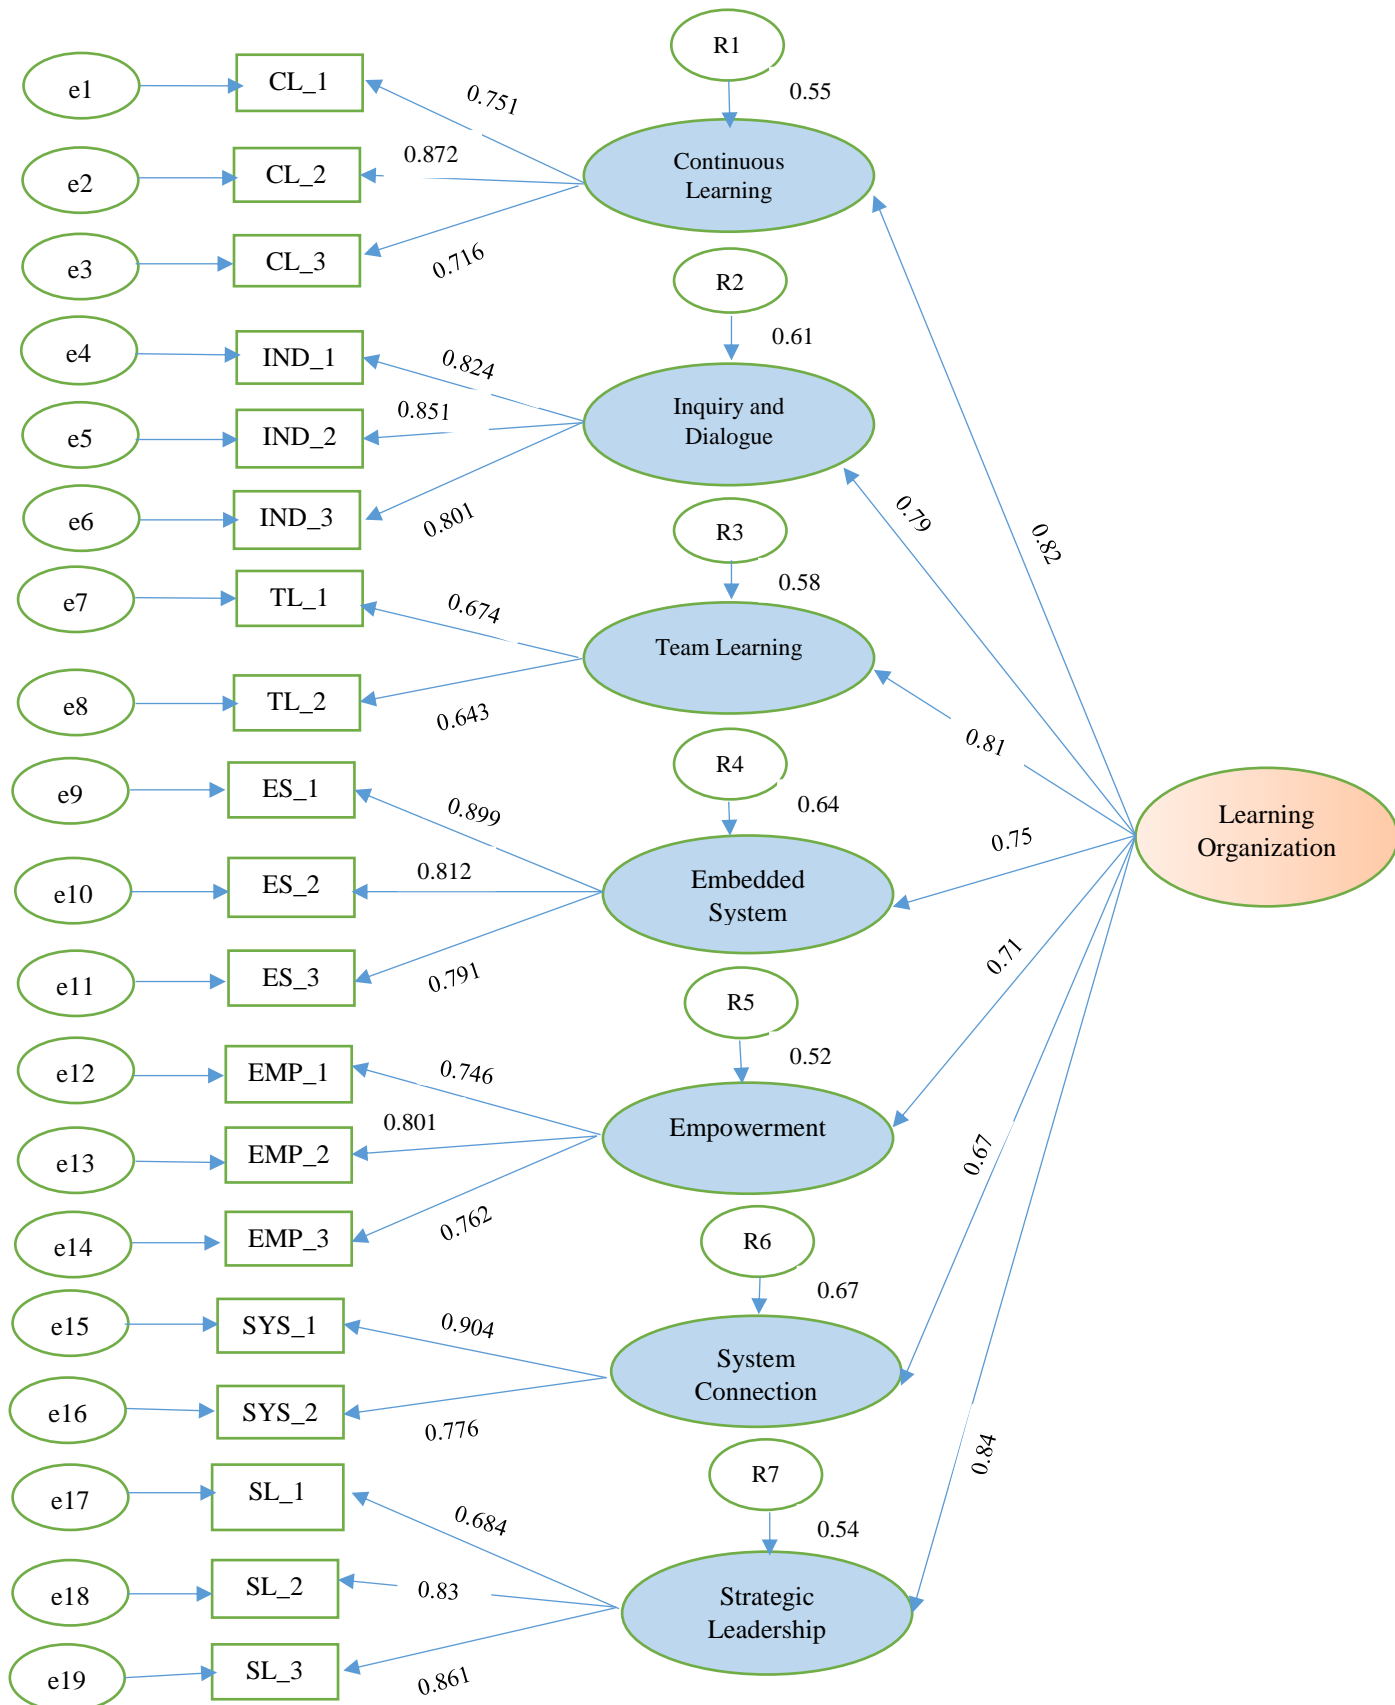 R1
e1
CL_1
0.751
0.55
e2
CL_2
0.872
Continuous
Learning
e3
CL_3
0.716
R2
e4
IND_1
0.824
0.61
e5
IND_2
0.851
Inquiry and
Dialogue
e6
IND_3
0.801
0.79
0.82
R3
e7
TL_1
0.674
0.58
Team Learning
e8
TL_2
0.643
0.81
R4
e9
ES_1
0.899
0.64
Learning
Organization
e10
ES_2
0.812
Embedded
System
0.75
e11
ES_3
0.791
0.71
R5
e12
EMP_1
0.746
0.52
e13
EMP_2
0.801
Empowerment
0.67
e14
EMP_3
0.762
R6
e15
SYS_1
0.904
0.67
System
Connection
e16
SYS_2
0.776
0.84
R7
e17
SL_1
0.684
0.54
e18
SL_2
0.83
Strategic
Leadership
e19
SL_3
0.861